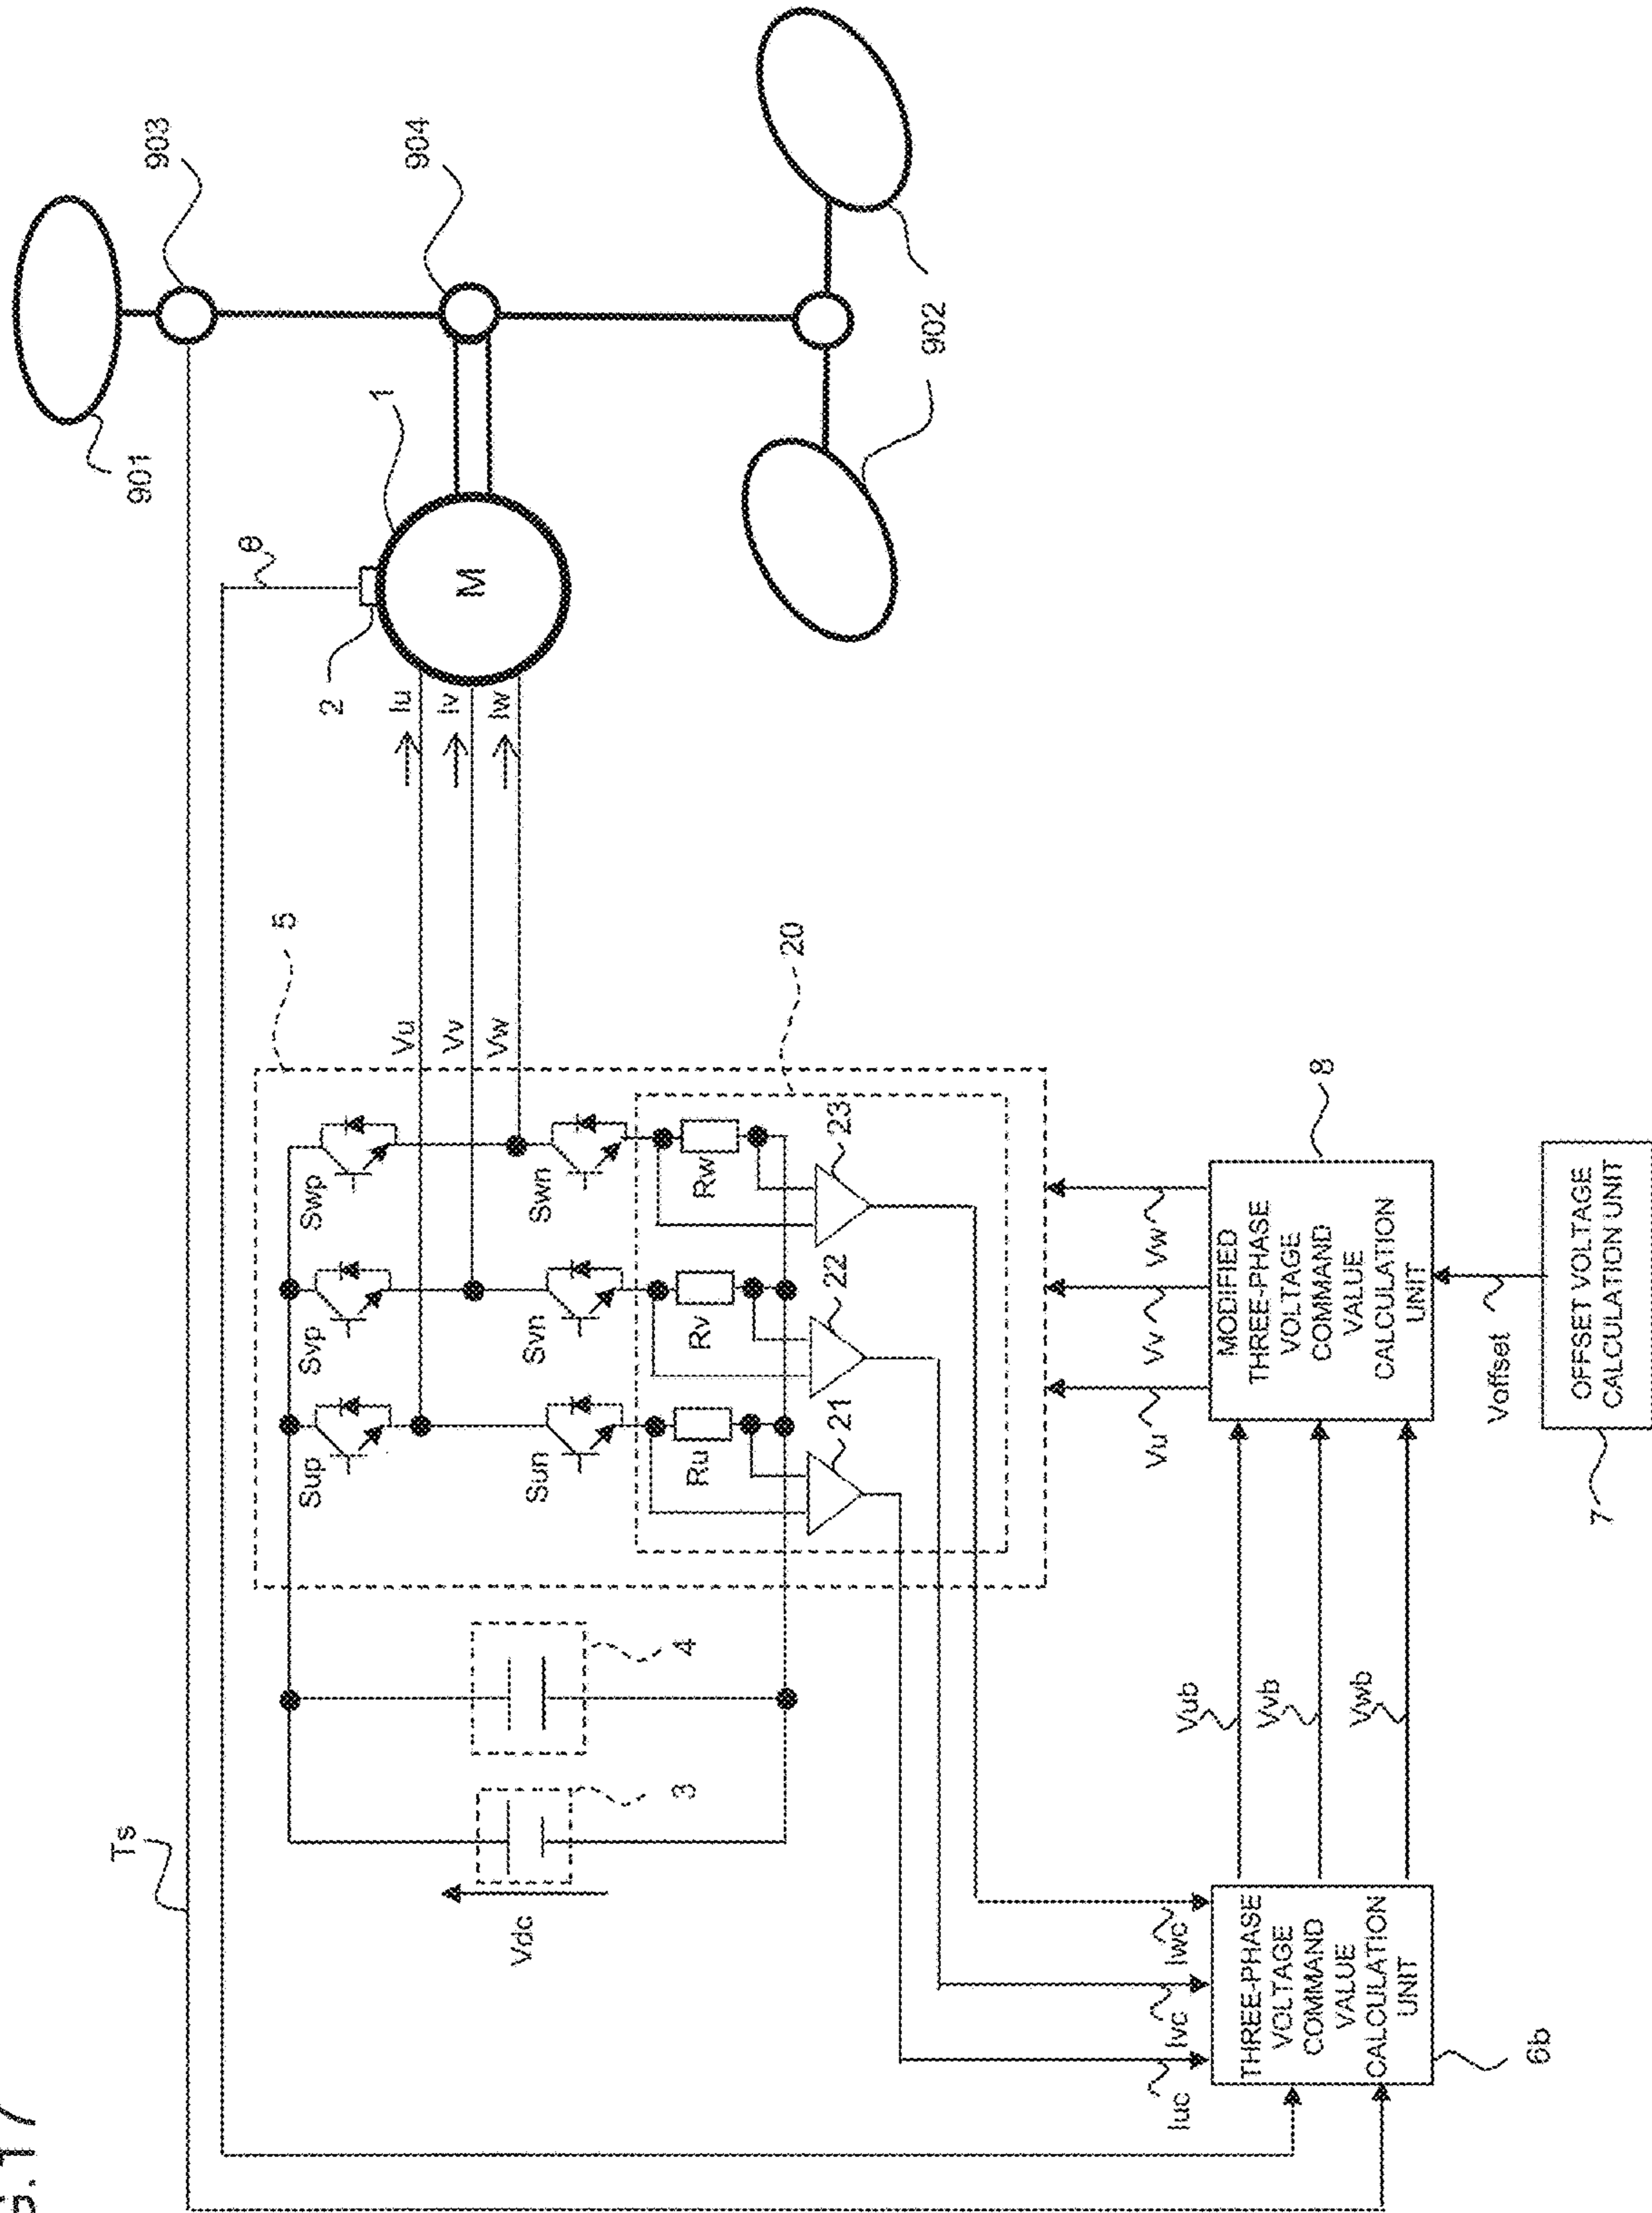 G.17
Ts
θ
901
903
904
1
M
2
902
Iu
Iv
Iw
Vu
Vv
Vw
5
20
Sup
Svp
Swp
Sun
Svn
Swn
Ru
Rv
Rw
21
22
23
Vdc
3
4
Iuc
Ivc
Iwc
THREE-PHASE
VOLTAGE
COMMAND
VALUE
CALCULATION
UNIT
6b
Vub
Vvb
Vwb
Vu
Vv
Vw
MODIFIED
THREE-PHASE
VOLTAGE
COMMAND
VALUE
CALCULATION
UNIT
8
Voffset
OFFSET VOLTAGE
CALCULATION UNIT
7